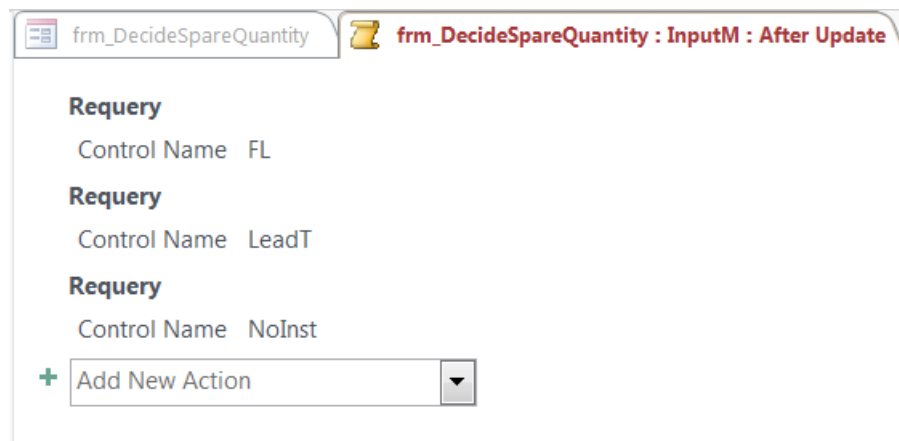 frm_DecideSpareQuantity
frm_DecideSpareQuantity : InputM : After Update
Requery
Control Name FL
Requery
Control Name LeadT
Requery
Control Name NoInst
Add New Action